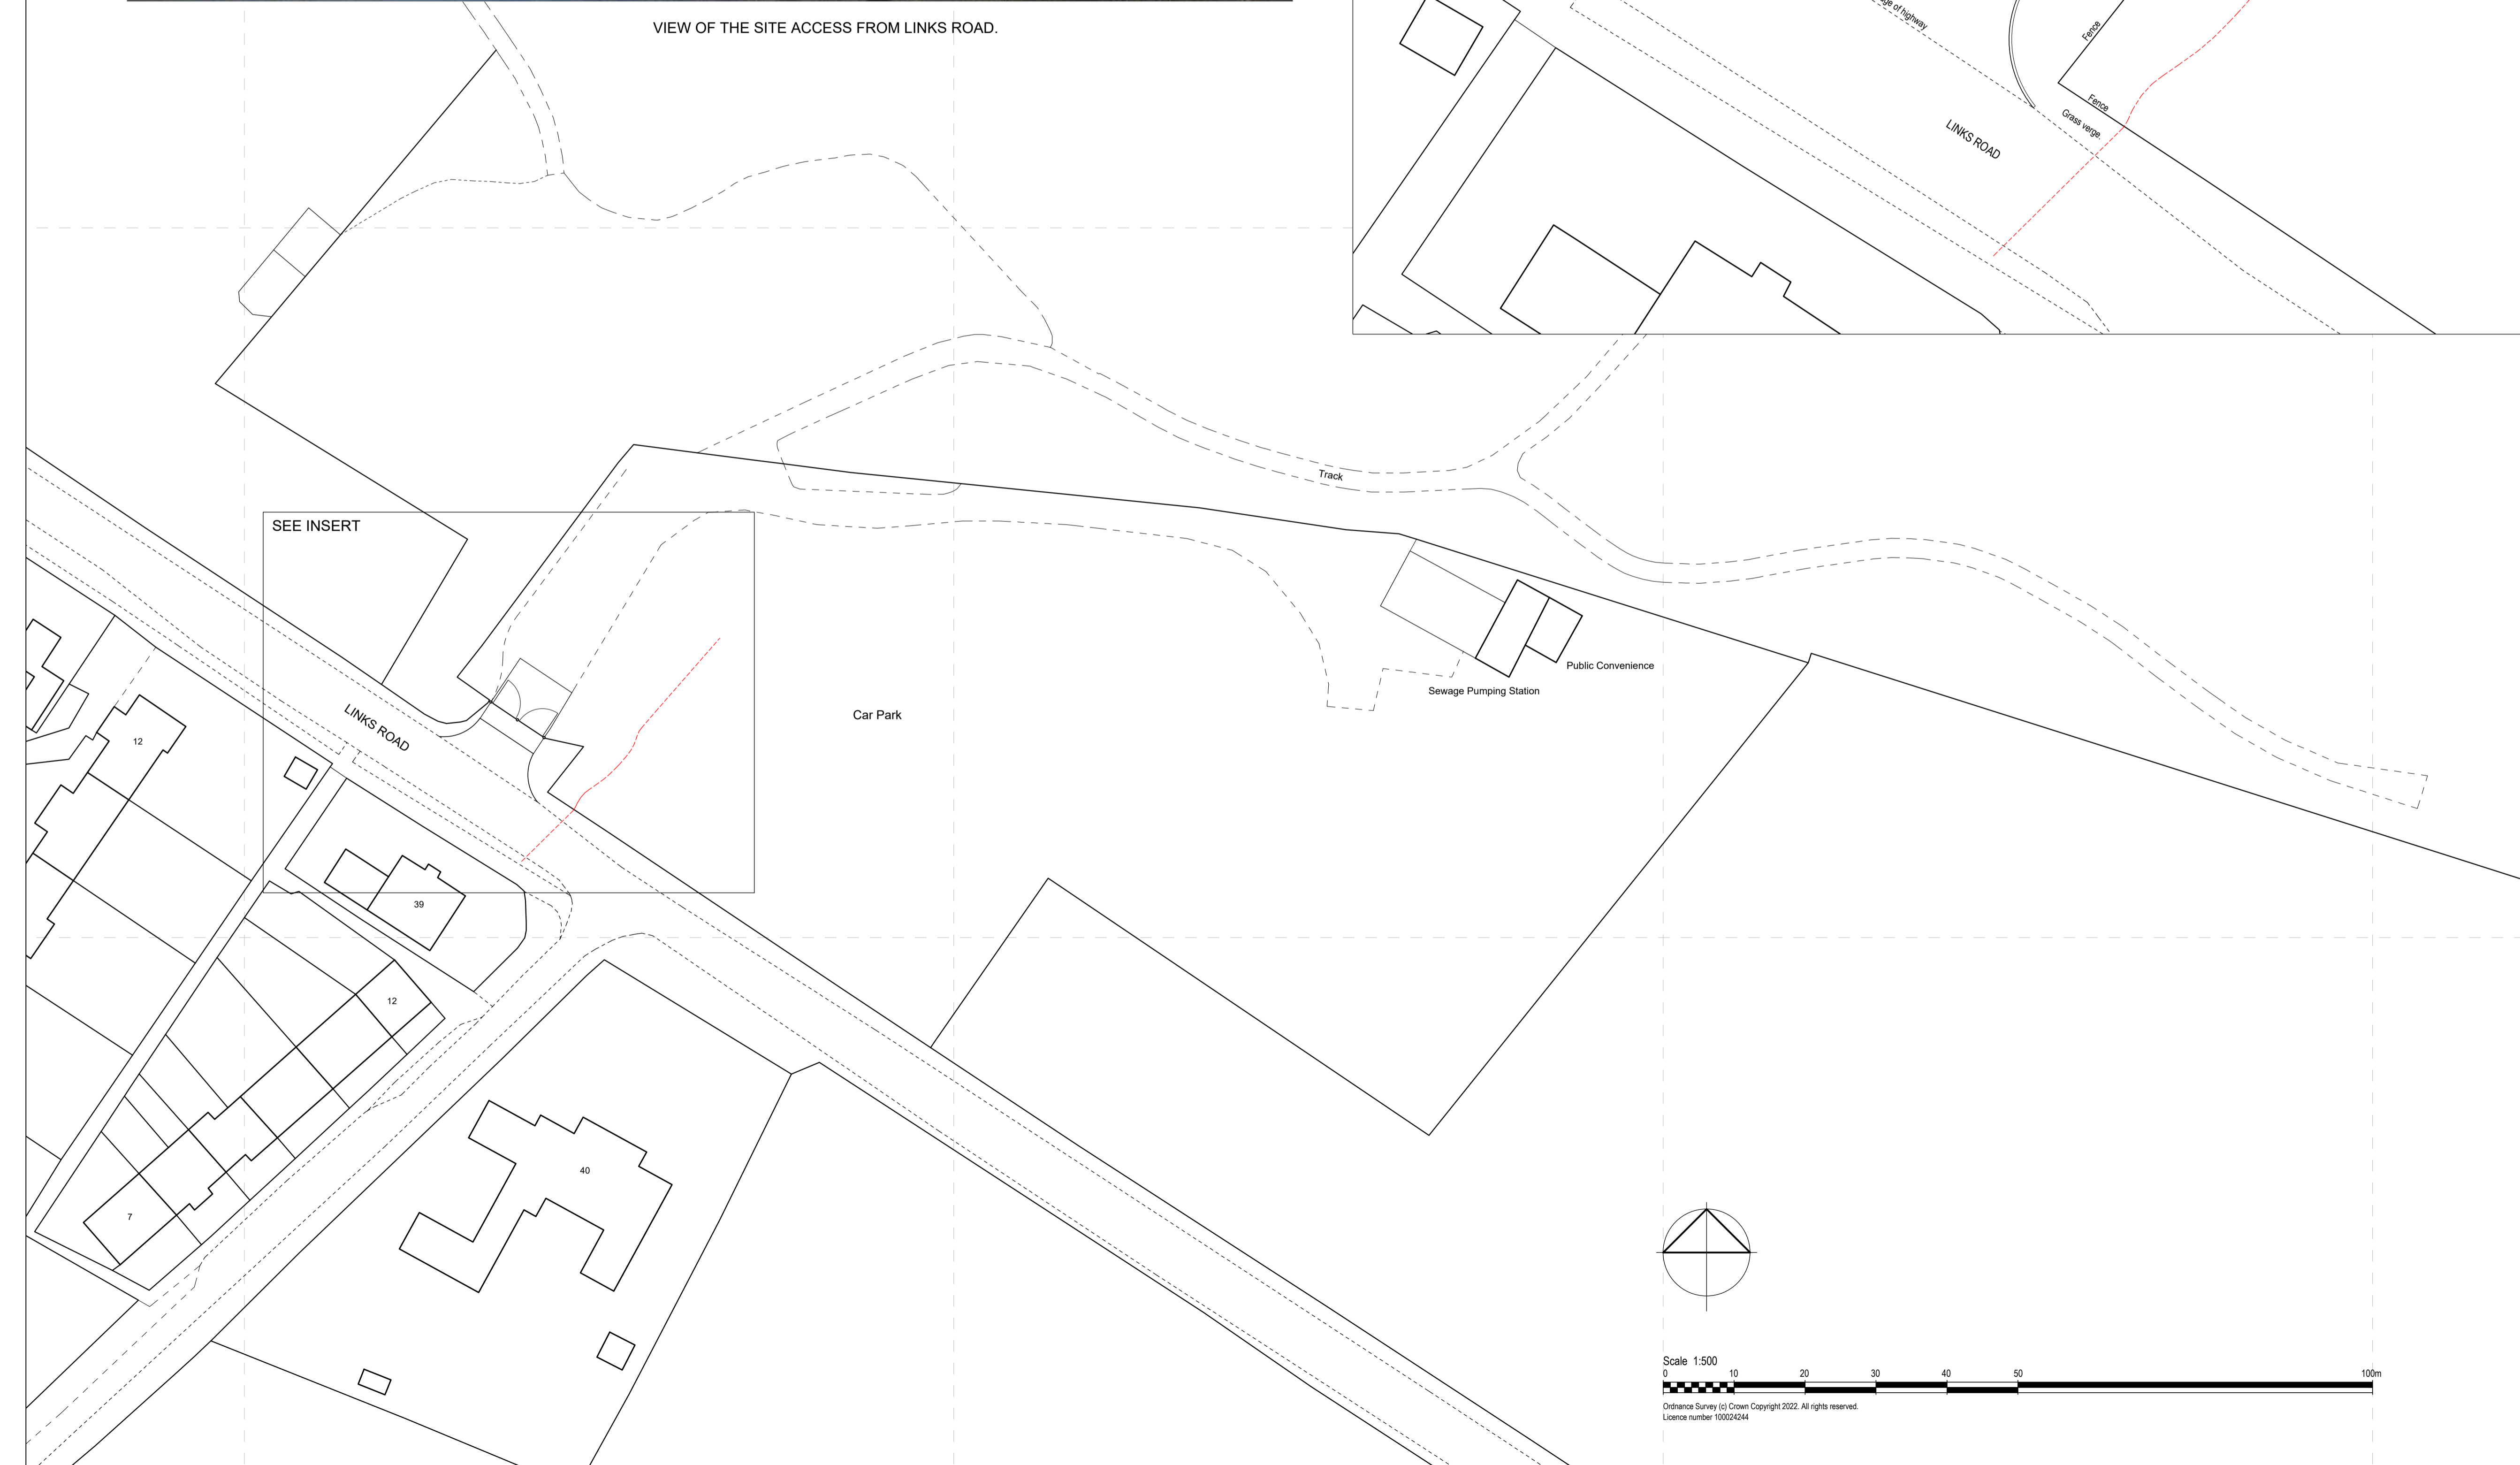 VIEW OF THE SITE ACCESS FROM LINKS ROAD.
of highway
Fence
Fence
Grass verge
LINKS ROAD
Track
SEE INSERT
Public Convenience
Sewage Pumping Station
LINKS ROAD
Car Park
12
39
12
40
7
Scale 1:500
0 10 20 30 40 50 100m
Ordnance Survey (c) Crown Copyright 2022. All rights reserved.
Licence number 100024244